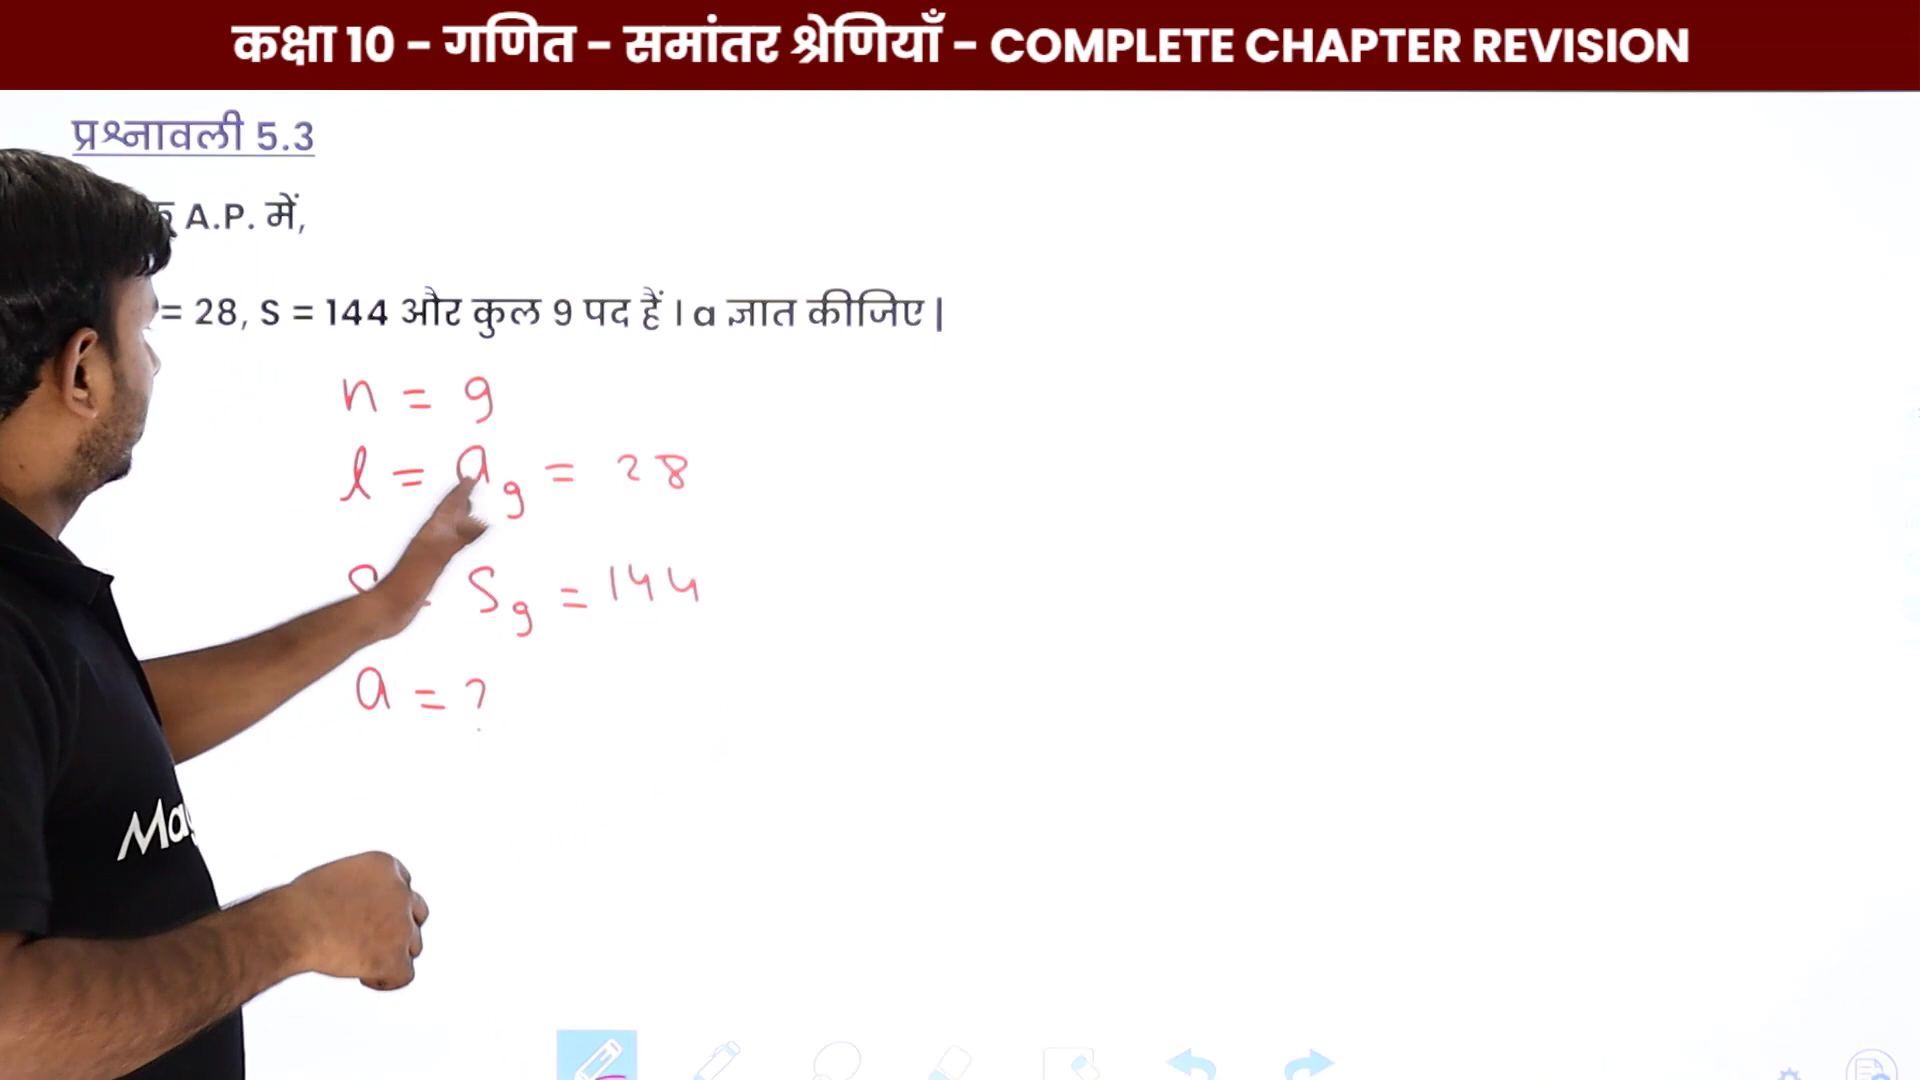 कक्षा 10 – गणित – समांतर श्रेणियाँ – COMPLETE CHAPTER REVISION
प्रश्नावली 5.3
A.P. में,
= 28, S = 144 और कुल 9 पद हैं । a ज्ञात कीजिए |
n = 9
l = a₉ = 28
S₉ = 144
a = ?